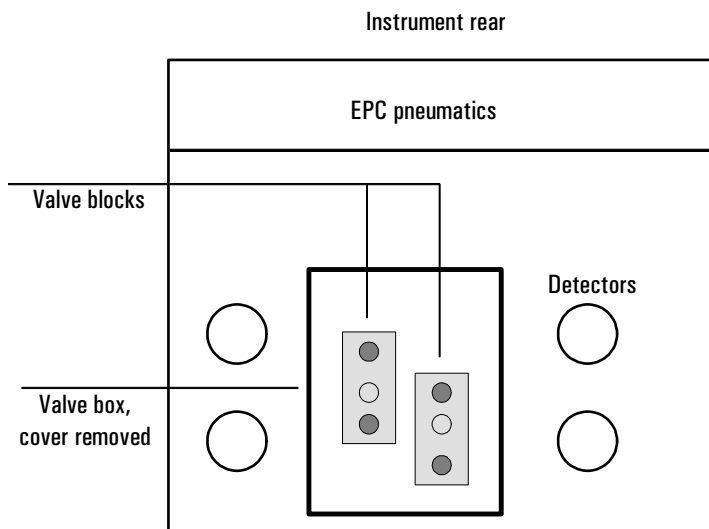 Instrument rear
EPC pneumatics
Valve blocks
Detectors
Valve box,
cover removed